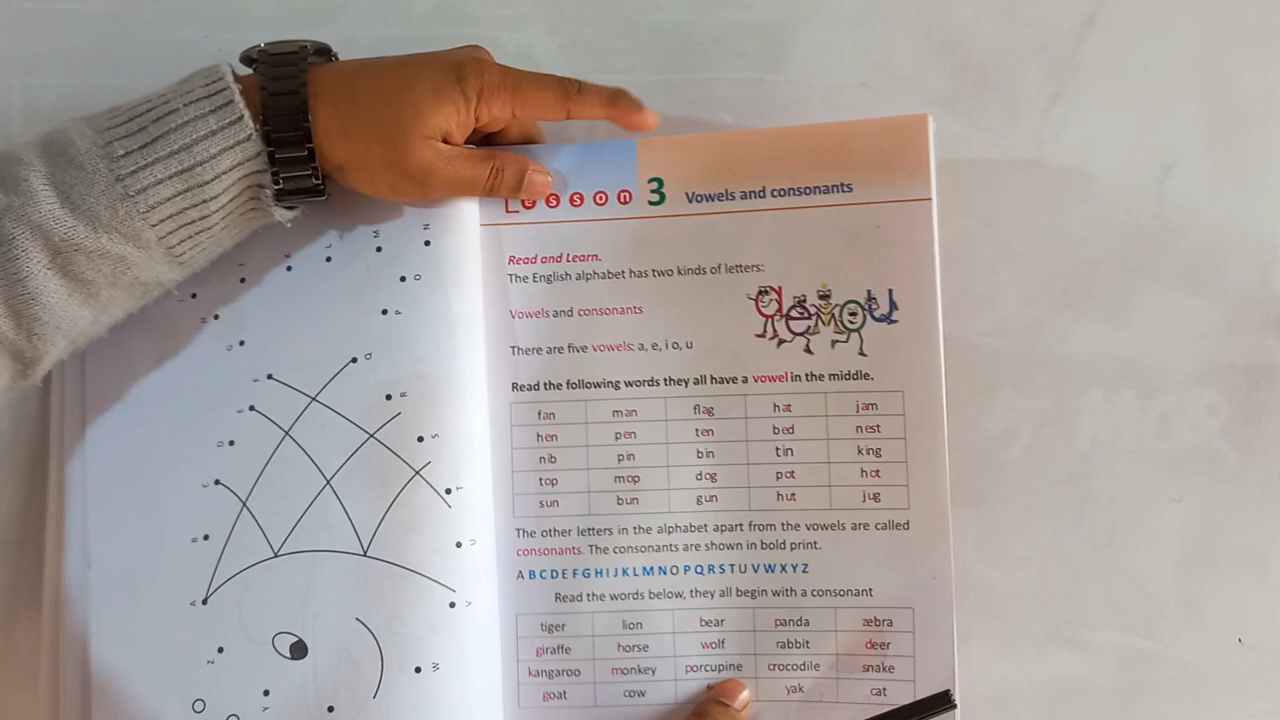 Lesson 3 Vowels and consonants
Read and Learn.
The English alphabet has two kinds of letters:
Vowels and consonants
a e i o u
There are five vowels: a, e, i o, u
Read the following words they all have a vowel in the middle.
fan man flag hat jam
hen pen ten bed nest
nib pin bin tin king
top mop dog pot hot
sun bun gun hut jug
The other letters in the alphabet apart from the vowels are called
consonants. The consonants are shown in bold print.
A B C D E F G H I J K L M N O P Q R S T U V W X Y Z
Read the words below, they all begin with a consonant
tiger lion bear panda zebra
giraffe horse wolf rabbit deer
kangaroo monkey porcupine crocodile snake
goat cow yak cat
A
B
C
D
E
F
G
H
I
J
K
L
M
N
O
P
Q
R
S
T
U
V
W
Y
Z